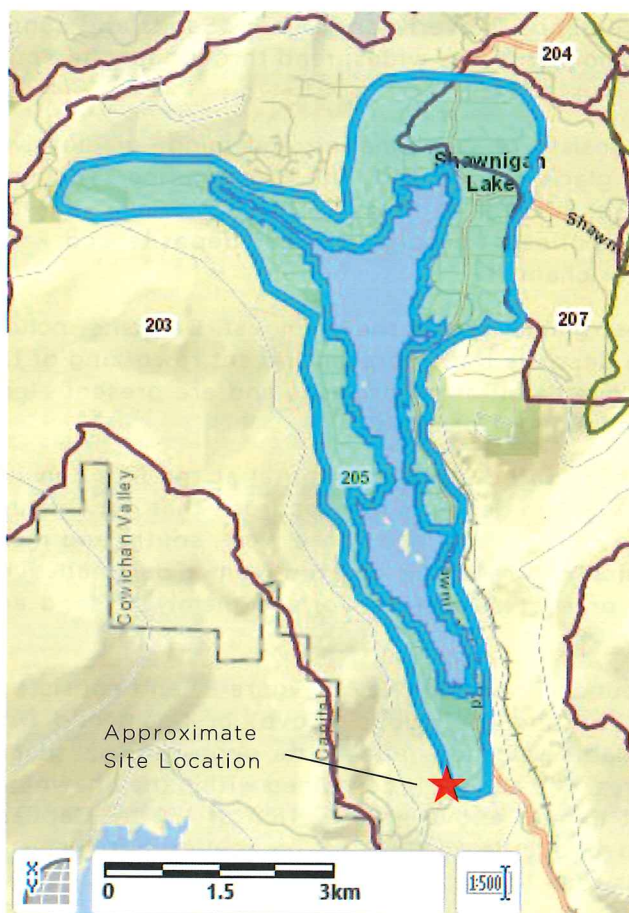 204
Shawnigan
Lake
Shawn
203
207
205
Cowichan Valley
Capital
Approximate
Site Location
X
Y
0 1.5 3km
1:500